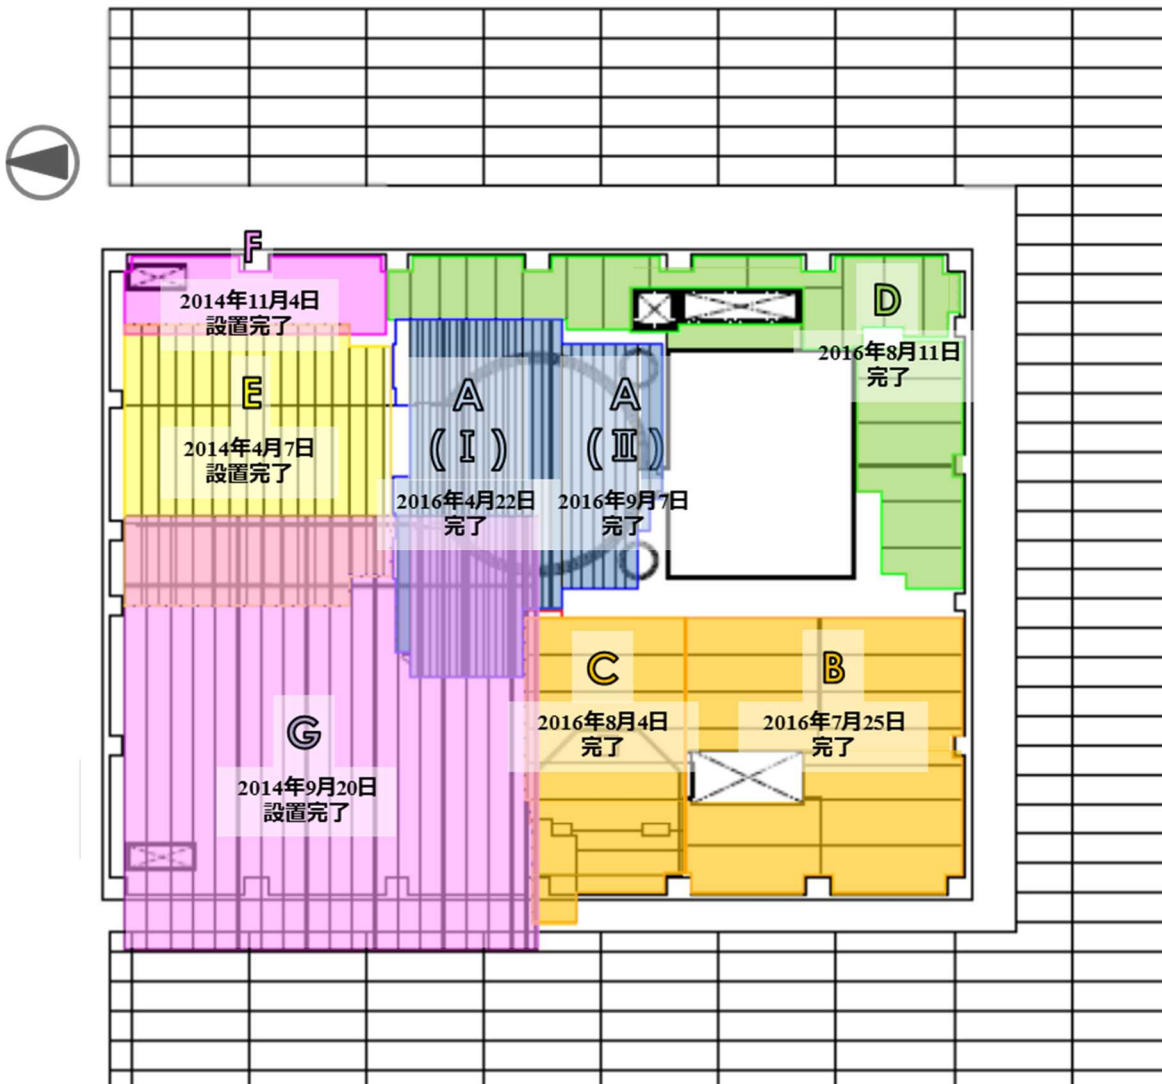 F
2014年11月4日
設置完了
E
2014年4月7日
設置完了
A
(Ⅰ)
2016年4月22日
完了
A
(Ⅱ)
2016年9月7日
完了
D
2016年8月11日
完了
G
2014年9月20日
設置完了
C
2016年8月4日
完了
B
2016年7月25日
完了